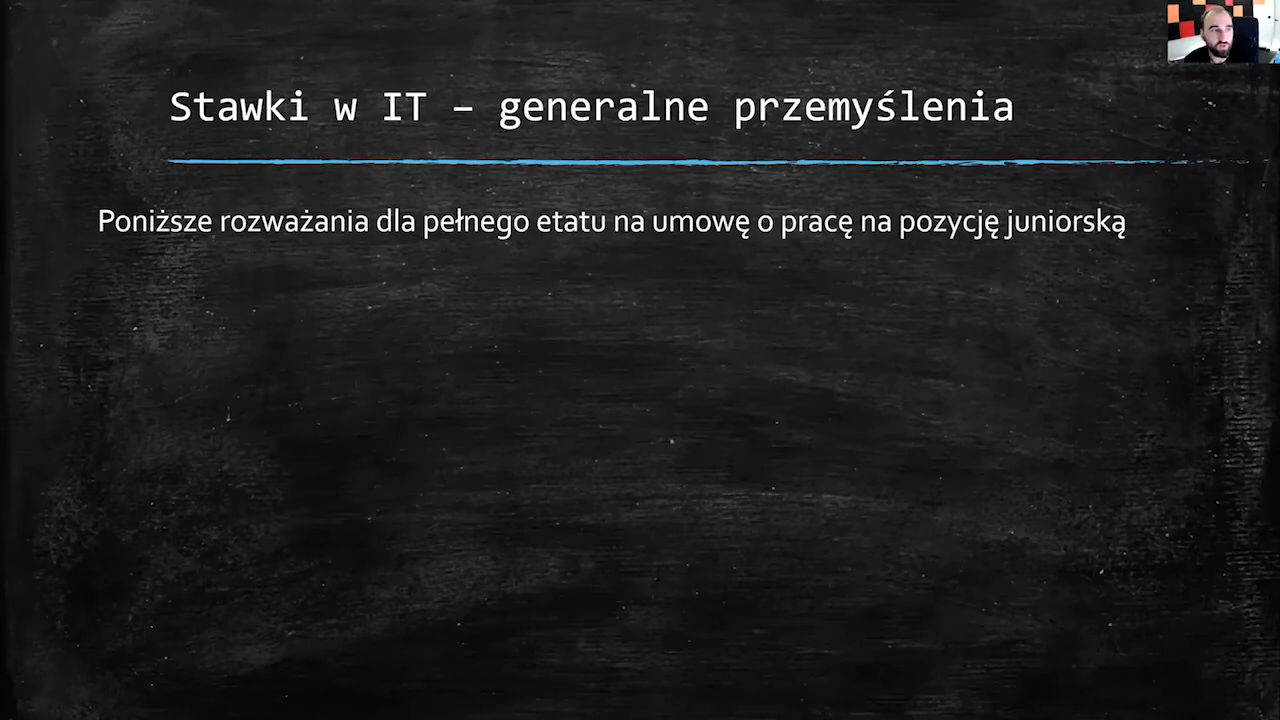 Stawki w IT – generalne przemyślenia
Poniższe rozważania dla pełnego etatu na umowę o pracę na pozycję juniorską